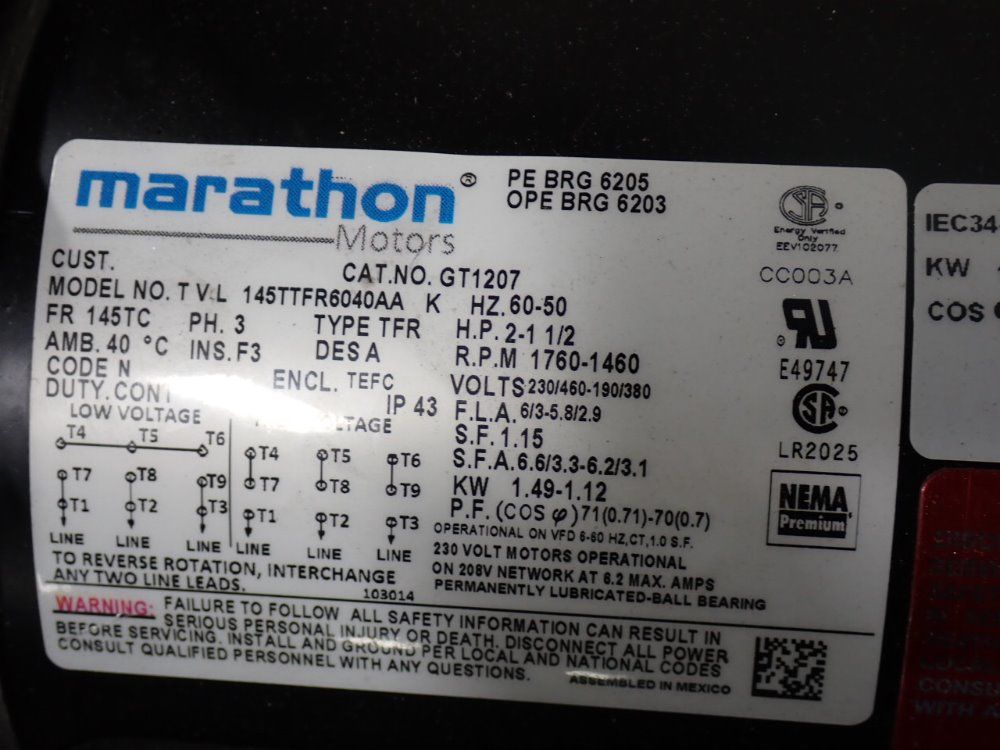 marathon®
Motors
PE BRG 6205
OPE BRG 6203
CUST.
CAT.NO. GT1207
MODEL NO. T V L 145TTFR6040AA K HZ. 60-50
FR 145TC PH. 3 TYPE TFR H.P. 2-1 1/2
AMB. 40 °C INS. F3 DES A R.P.M 1760-1460
CODE N ENCL. TEFC VOLTS 230/460-190/380
DUTY. CONT IP 43 F.L.A. 6/3-5.8/2.9
S.F. 1.15
S.F.A. 6.6/3.3-6.2/3.1
KW 1.49-1.12
P.F. (COS φ) 71(0.71)-70(0.7)
OPERATIONAL ON VFD 6-60 HZ,CT,1.0 S.F.
230 VOLT MOTORS OPERATIONAL
ON 208V NETWORK AT 6.2 MAX. AMPS
PERMANENTLY LUBRICATED-BALL BEARING
LOW VOLTAGE
T4 T5 T6
T7 T8 T9
T1 T2 T3
LINE LINE LINE
T4 T5 T6
T7 T8 T9
T1 T2 T3
LINE LINE LINE
TO REVERSE ROTATION, INTERCHANGE
ANY TWO LINE LEADS.
103014
WARNING: FAILURE TO FOLLOW ALL SAFETY INFORMATION CAN RESULT IN
SERIOUS PERSONAL INJURY OR DEATH. DISCONNECT ALL POWER
BEFORE SERVICING. INSTALL AND GROUND PER LOCAL AND NATIONAL CODES
CONSULT QUALIFIED PERSONNEL WITH ANY QUESTIONS.
ASSEMBLED IN MEXICO
SA
Energy Verified
Only
EEV102077
CC003A
E49747
SA
LR2025
NEMA
Premium
IEC34
KW
COS